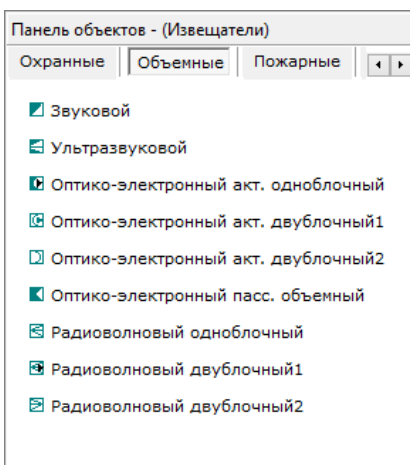 Панель объектов - (Извещатели)
Охранные Объемные Пожарные
Звуковой
Ультразвуковой
Оптико-электронный акт. одноблочный
Оптико-электронный акт. двублочный1
Оптико-электронный акт. двублочный2
Оптико-электронный пасс. объемный
Радиоволновый одноблочный
Радиоволновый двублочный1
Радиоволновый двублочный2